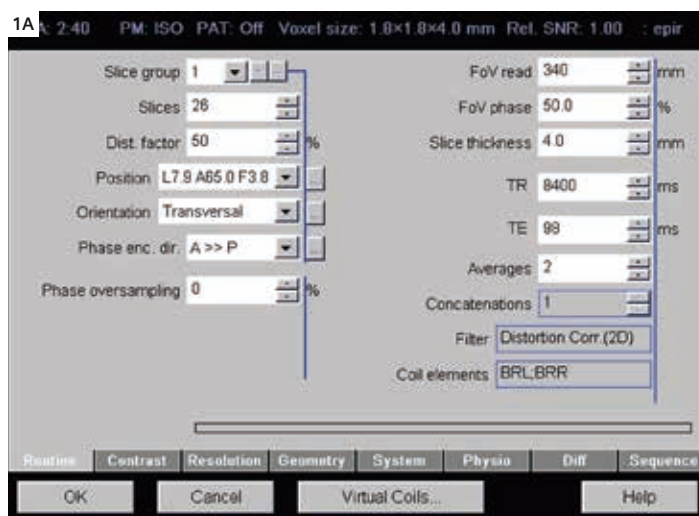 1A
A: 2:40 PM: ISO PAT: Off Voxel size: 1.8×1.8×4.0 mm Rel. SNR: 1.00 : epir
Slice group 1
Slices 26
Dist. factor 50 %
Position L7.9 A65.0 F3.8
Orientation Transversal
Phase enc. dir. A >> P
Phase oversampling 0 %
FoV read 340 mm
FoV phase 50.0 %
Slice thickness 4.0 mm
TR 8400 ms
TE 98 ms
Averages 2
Concatenations 1
Filter Distortion Corr.(2D)
Coil elements BRL;BRR
Routine Contrast Resolution Geometry System Physio Diff Sequence
OK Cancel Virtual Coils... Help